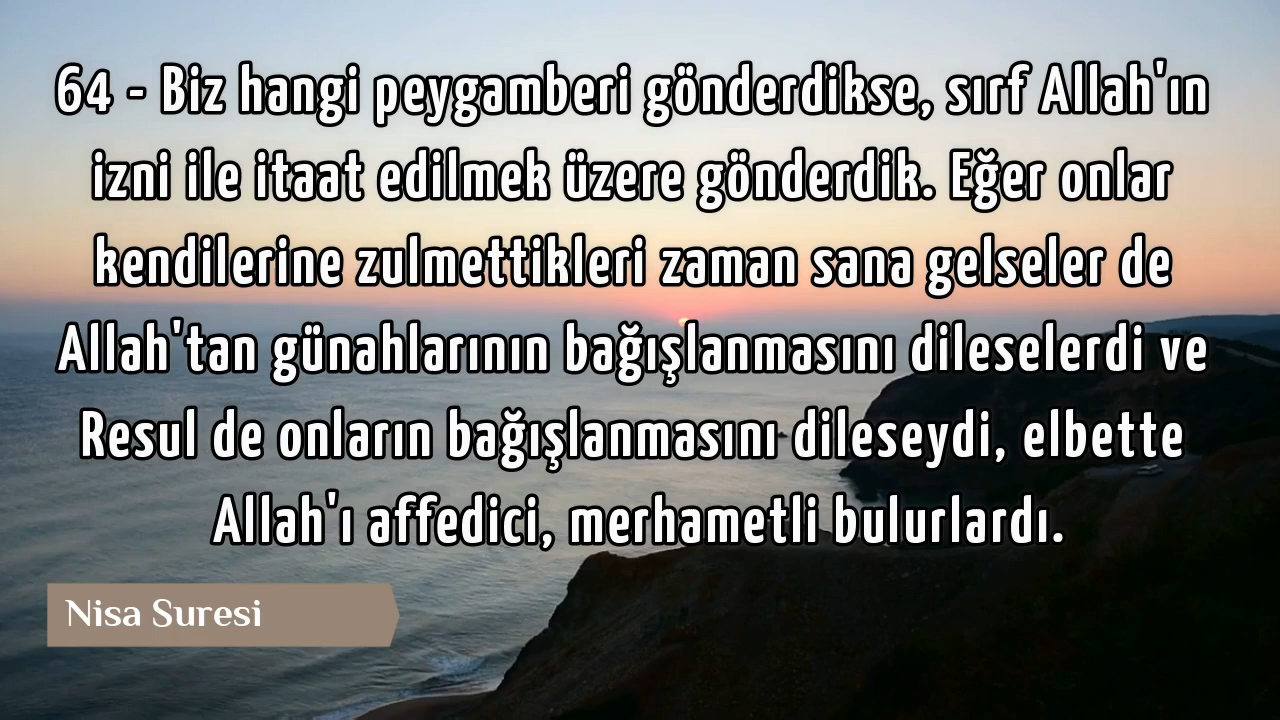 64 - Biz hangi peygamberi gönderdikse, sırf Allah'ın
izni ile itaat edilmek üzere gönderdik. Eğer onlar
kendilerine zulmettikleri zaman sana gelseler de
Allah'tan günahlarının bağışlanmasını dileselerdi ve
Resul de onların bağışlanmasını dileseydi, elbette
Allah'ı affedici, merhametli bulurlardı.
Nisa Suresi